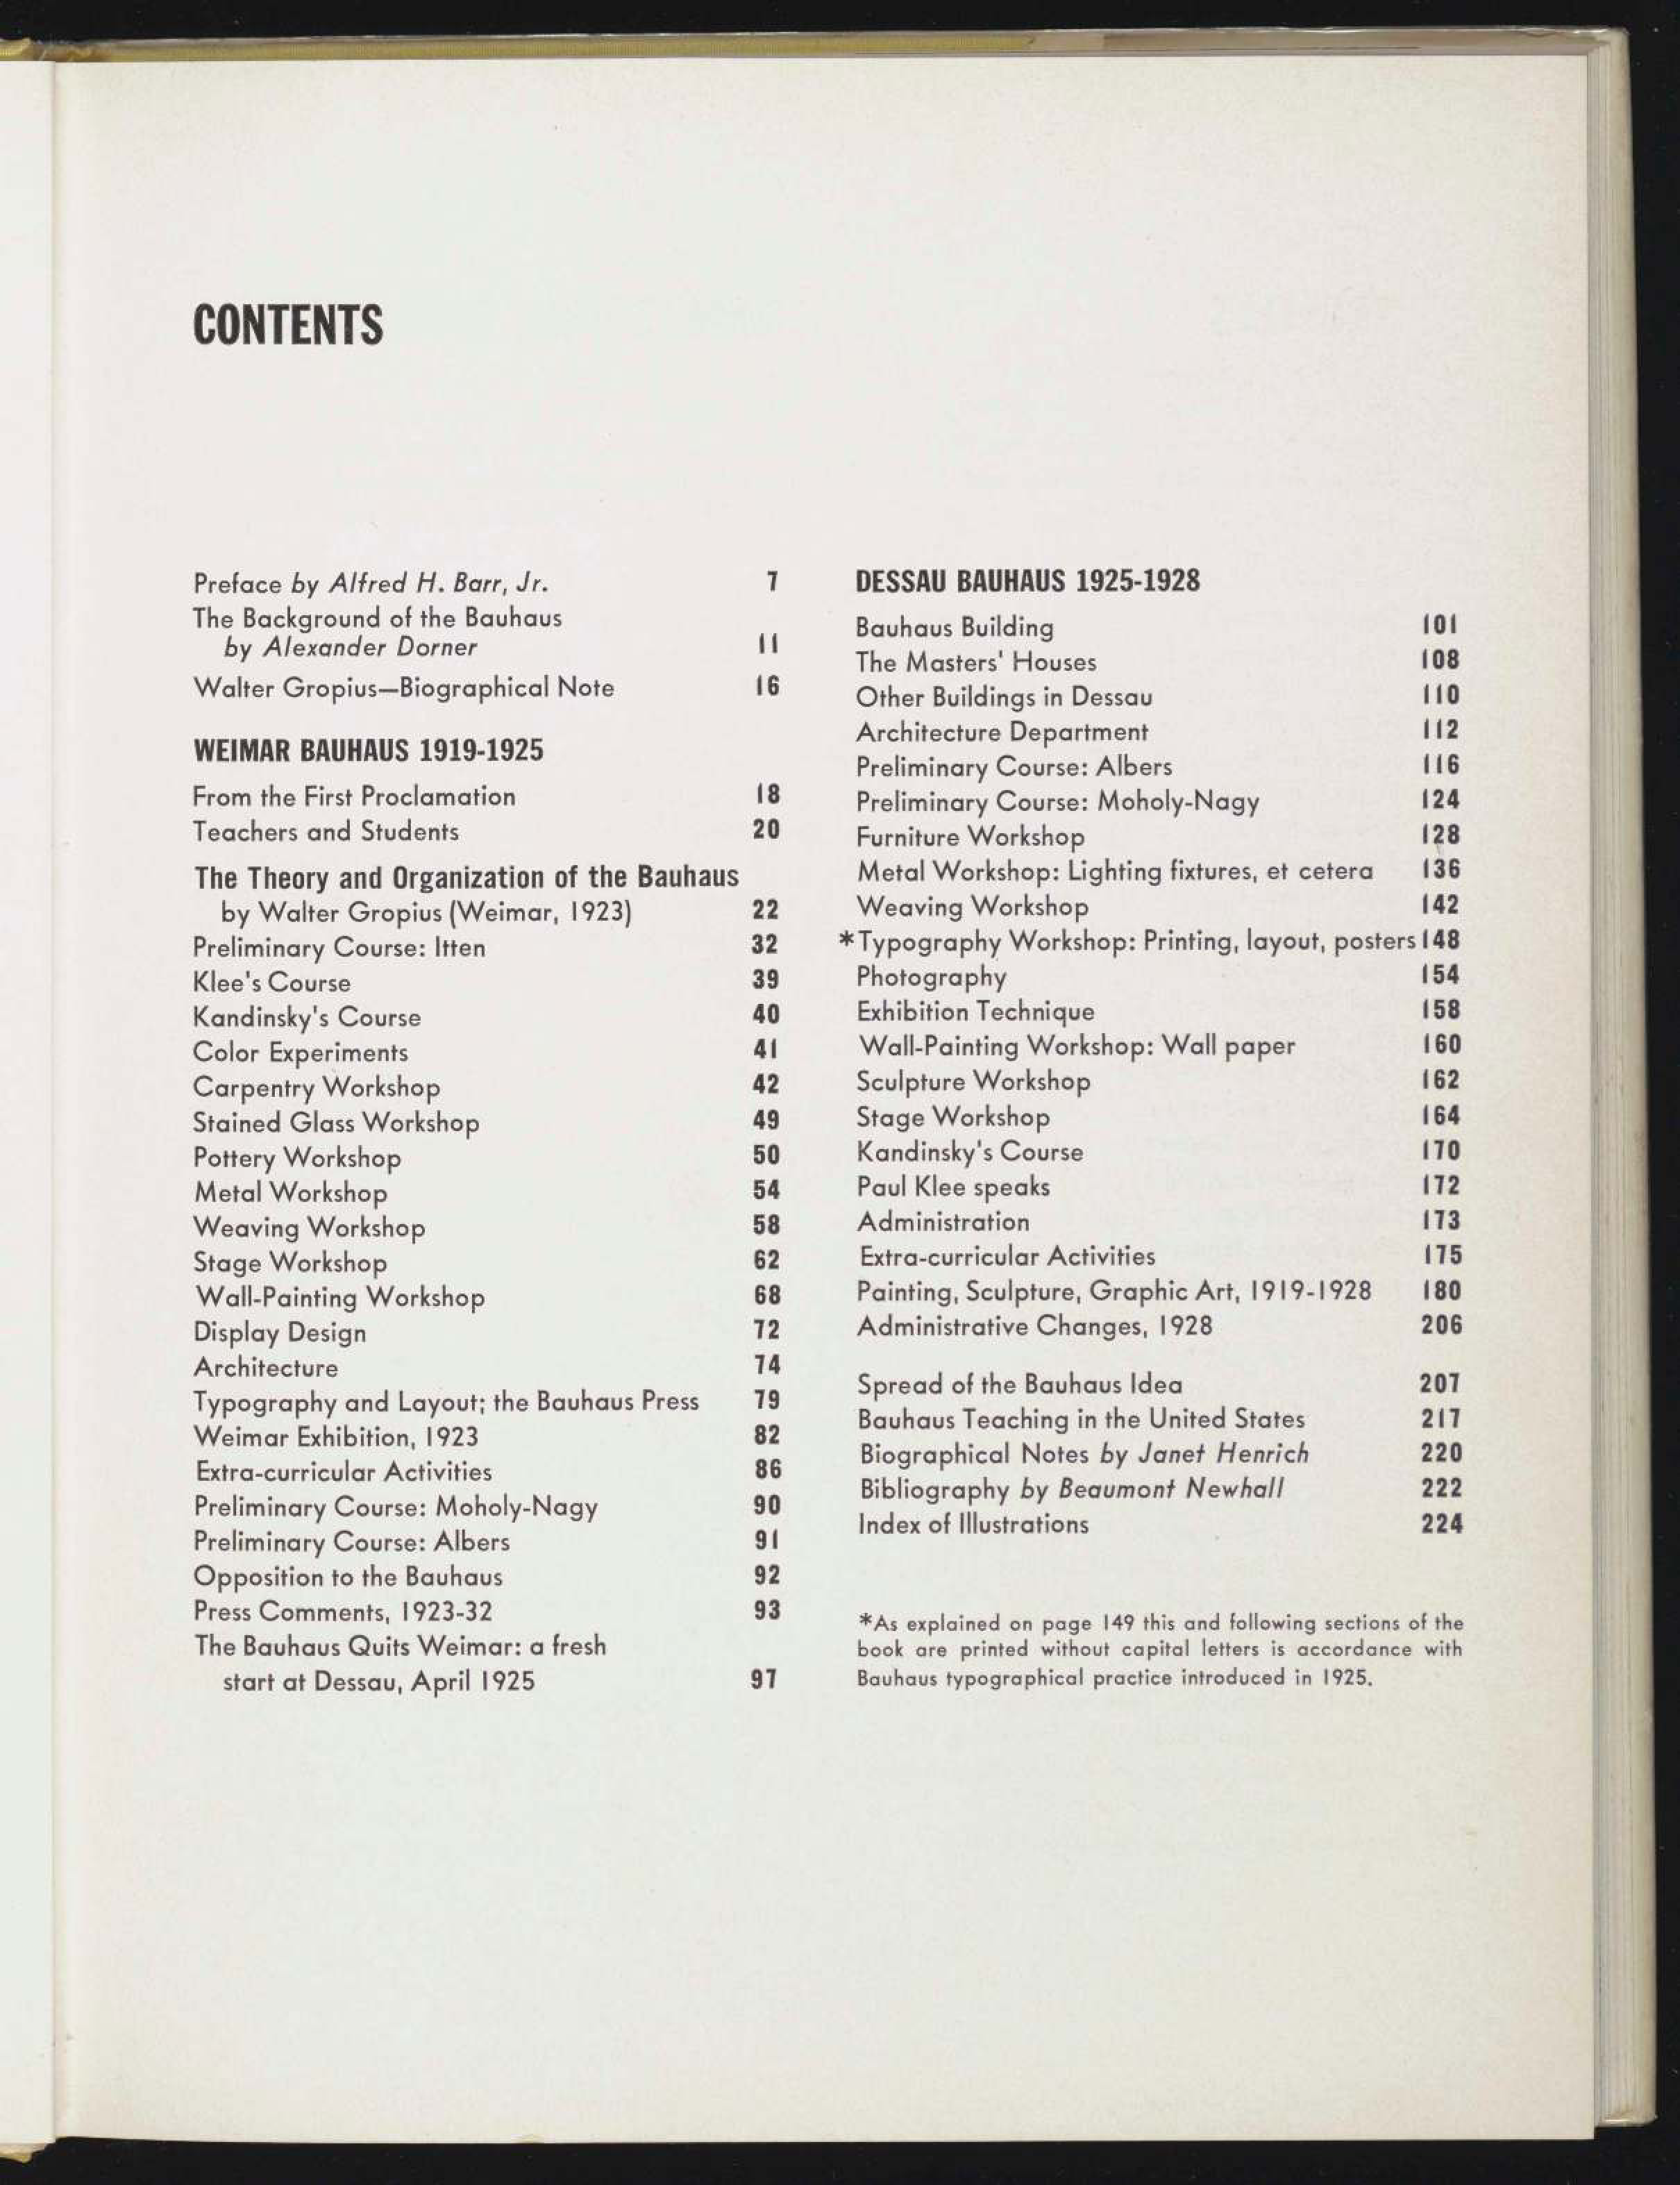 CONTENTS
Preface by Alfred H. Barr, Jr. 7
The Background of the Bauhaus
by Alexander Dorner 11
Walter Gropius—Biographical Note 16
WEIMAR BAUHAUS 1919-1925
From the First Proclamation 18
Teachers and Students 20
The Theory and Organization of the Bauhaus
by Walter Gropius (Weimar, 1923) 22
Preliminary Course: Itten 32
Klee's Course 39
Kandinsky's Course 40
Color Experiments 41
Carpentry Workshop 42
Stained Glass Workshop 49
Pottery Workshop 50
Metal Workshop 54
Weaving Workshop 58
Stage Workshop 62
Wall-Painting Workshop 68
Display Design 72
Architecture 74
Typography and Layout; the Bauhaus Press 79
Weimar Exhibition, 1923 82
Extra-curricular Activities 86
Preliminary Course: Moholy-Nagy 90
Preliminary Course: Albers 91
Opposition to the Bauhaus 92
Press Comments, 1923-32 93
The Bauhaus Quits Weimar: a fresh
start at Dessau, April 1925 97
DESSAU BAUHAUS 1925-1928
Bauhaus Building 101
The Masters' Houses 108
Other Buildings in Dessau 110
Architecture Department 112
Preliminary Course: Albers 116
Preliminary Course: Moholy-Nagy 124
Furniture Workshop 128
Metal Workshop: Lighting fixtures, et cetera 136
Weaving Workshop 142
*Typography Workshop: Printing, layout, posters 148
Photography 154
Exhibition Technique 158
Wall-Painting Workshop: Wall paper 160
Sculpture Workshop 162
Stage Workshop 164
Kandinsky's Course 170
Paul Klee speaks 172
Administration 173
Extra-curricular Activities 175
Painting, Sculpture, Graphic Art, 1919-1928 180
Administrative Changes, 1928 206
Spread of the Bauhaus Idea 207
Bauhaus Teaching in the United States 217
Biographical Notes by Janet Henrich 220
Bibliography by Beaumont Newhall 222
Index of Illustrations 224
*As explained on page 149 this and following sections of the
book are printed without capital letters is accordance with
Bauhaus typographical practice introduced in 1925.